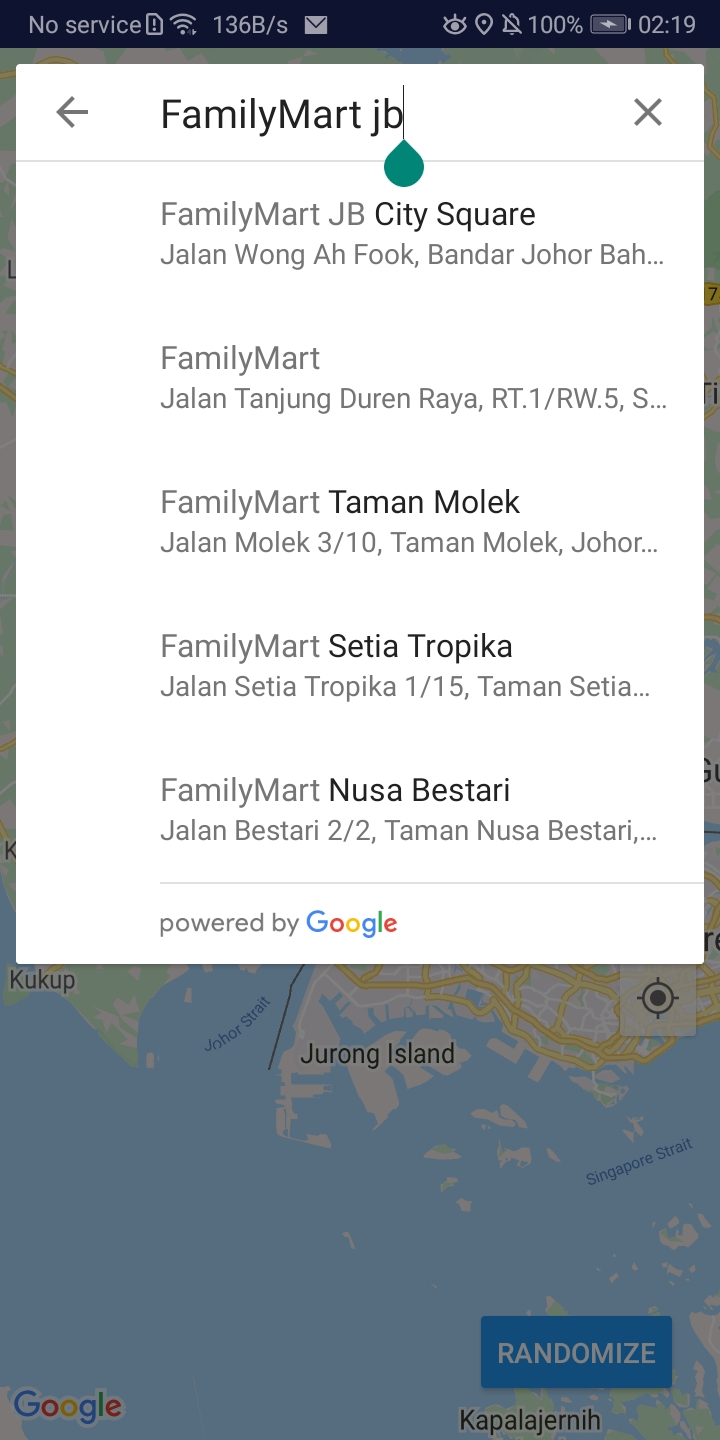 No service 136B/s 100% 02:19
FamilyMart jb
FamilyMart JB City Square
Jalan Wong Ah Fook, Bandar Johor Bah...
FamilyMart
Jalan Tanjung Duren Raya, RT.1/RW.5, S...
FamilyMart Taman Molek
Jalan Molek 3/10, Taman Molek, Johor...
FamilyMart Setia Tropika
Jalan Setia Tropika 1/15, Taman Setia...
FamilyMart Nusa Bestari
Jalan Bestari 2/2, Taman Nusa Bestari,...
powered by Google
Kukup
Johor Strait
Jurong Island
Singapore Strait
RANDOMIZE
Google
Kapalajernih